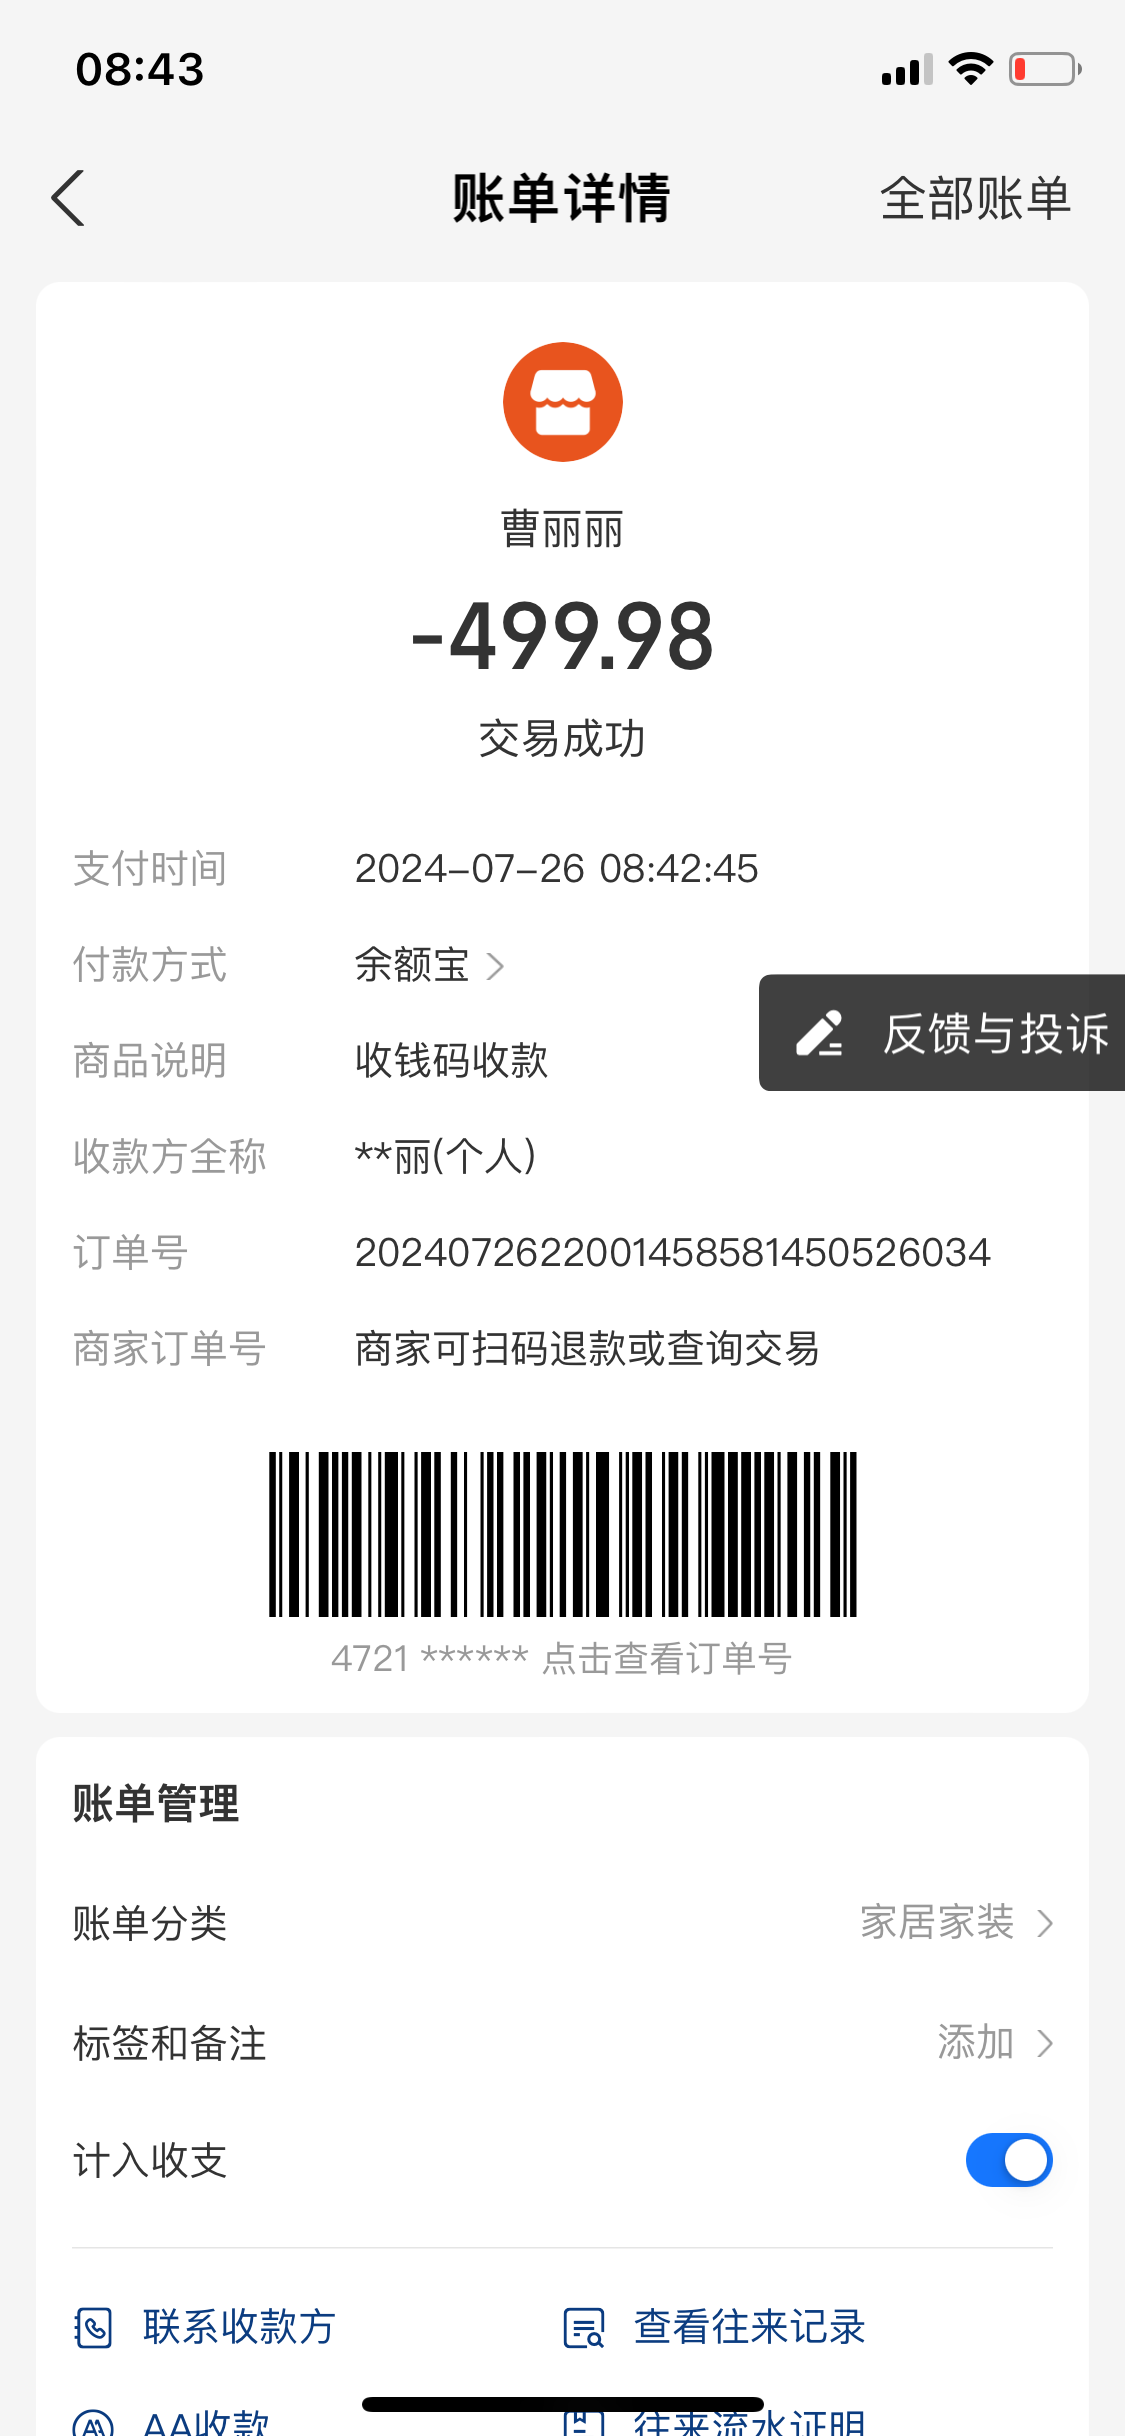 08:43
账单详情
全部账单
曹丽丽
-499.98
交易成功
支付时间 2024-07-26 08:42:45
付款方式 余额宝
反馈与投诉
商品说明 收钱码收款
收款方全称 **丽(个人)
订单号 20240726220014585814505​26034
商家订单号 商家可扫码退款或查询交易
4721 ****** 点击查看订单号
账单管理
账单分类 家居家装
标签和备注 添加
计入收支
联系收款方 查看往来记录
AA收款 往来流水证明